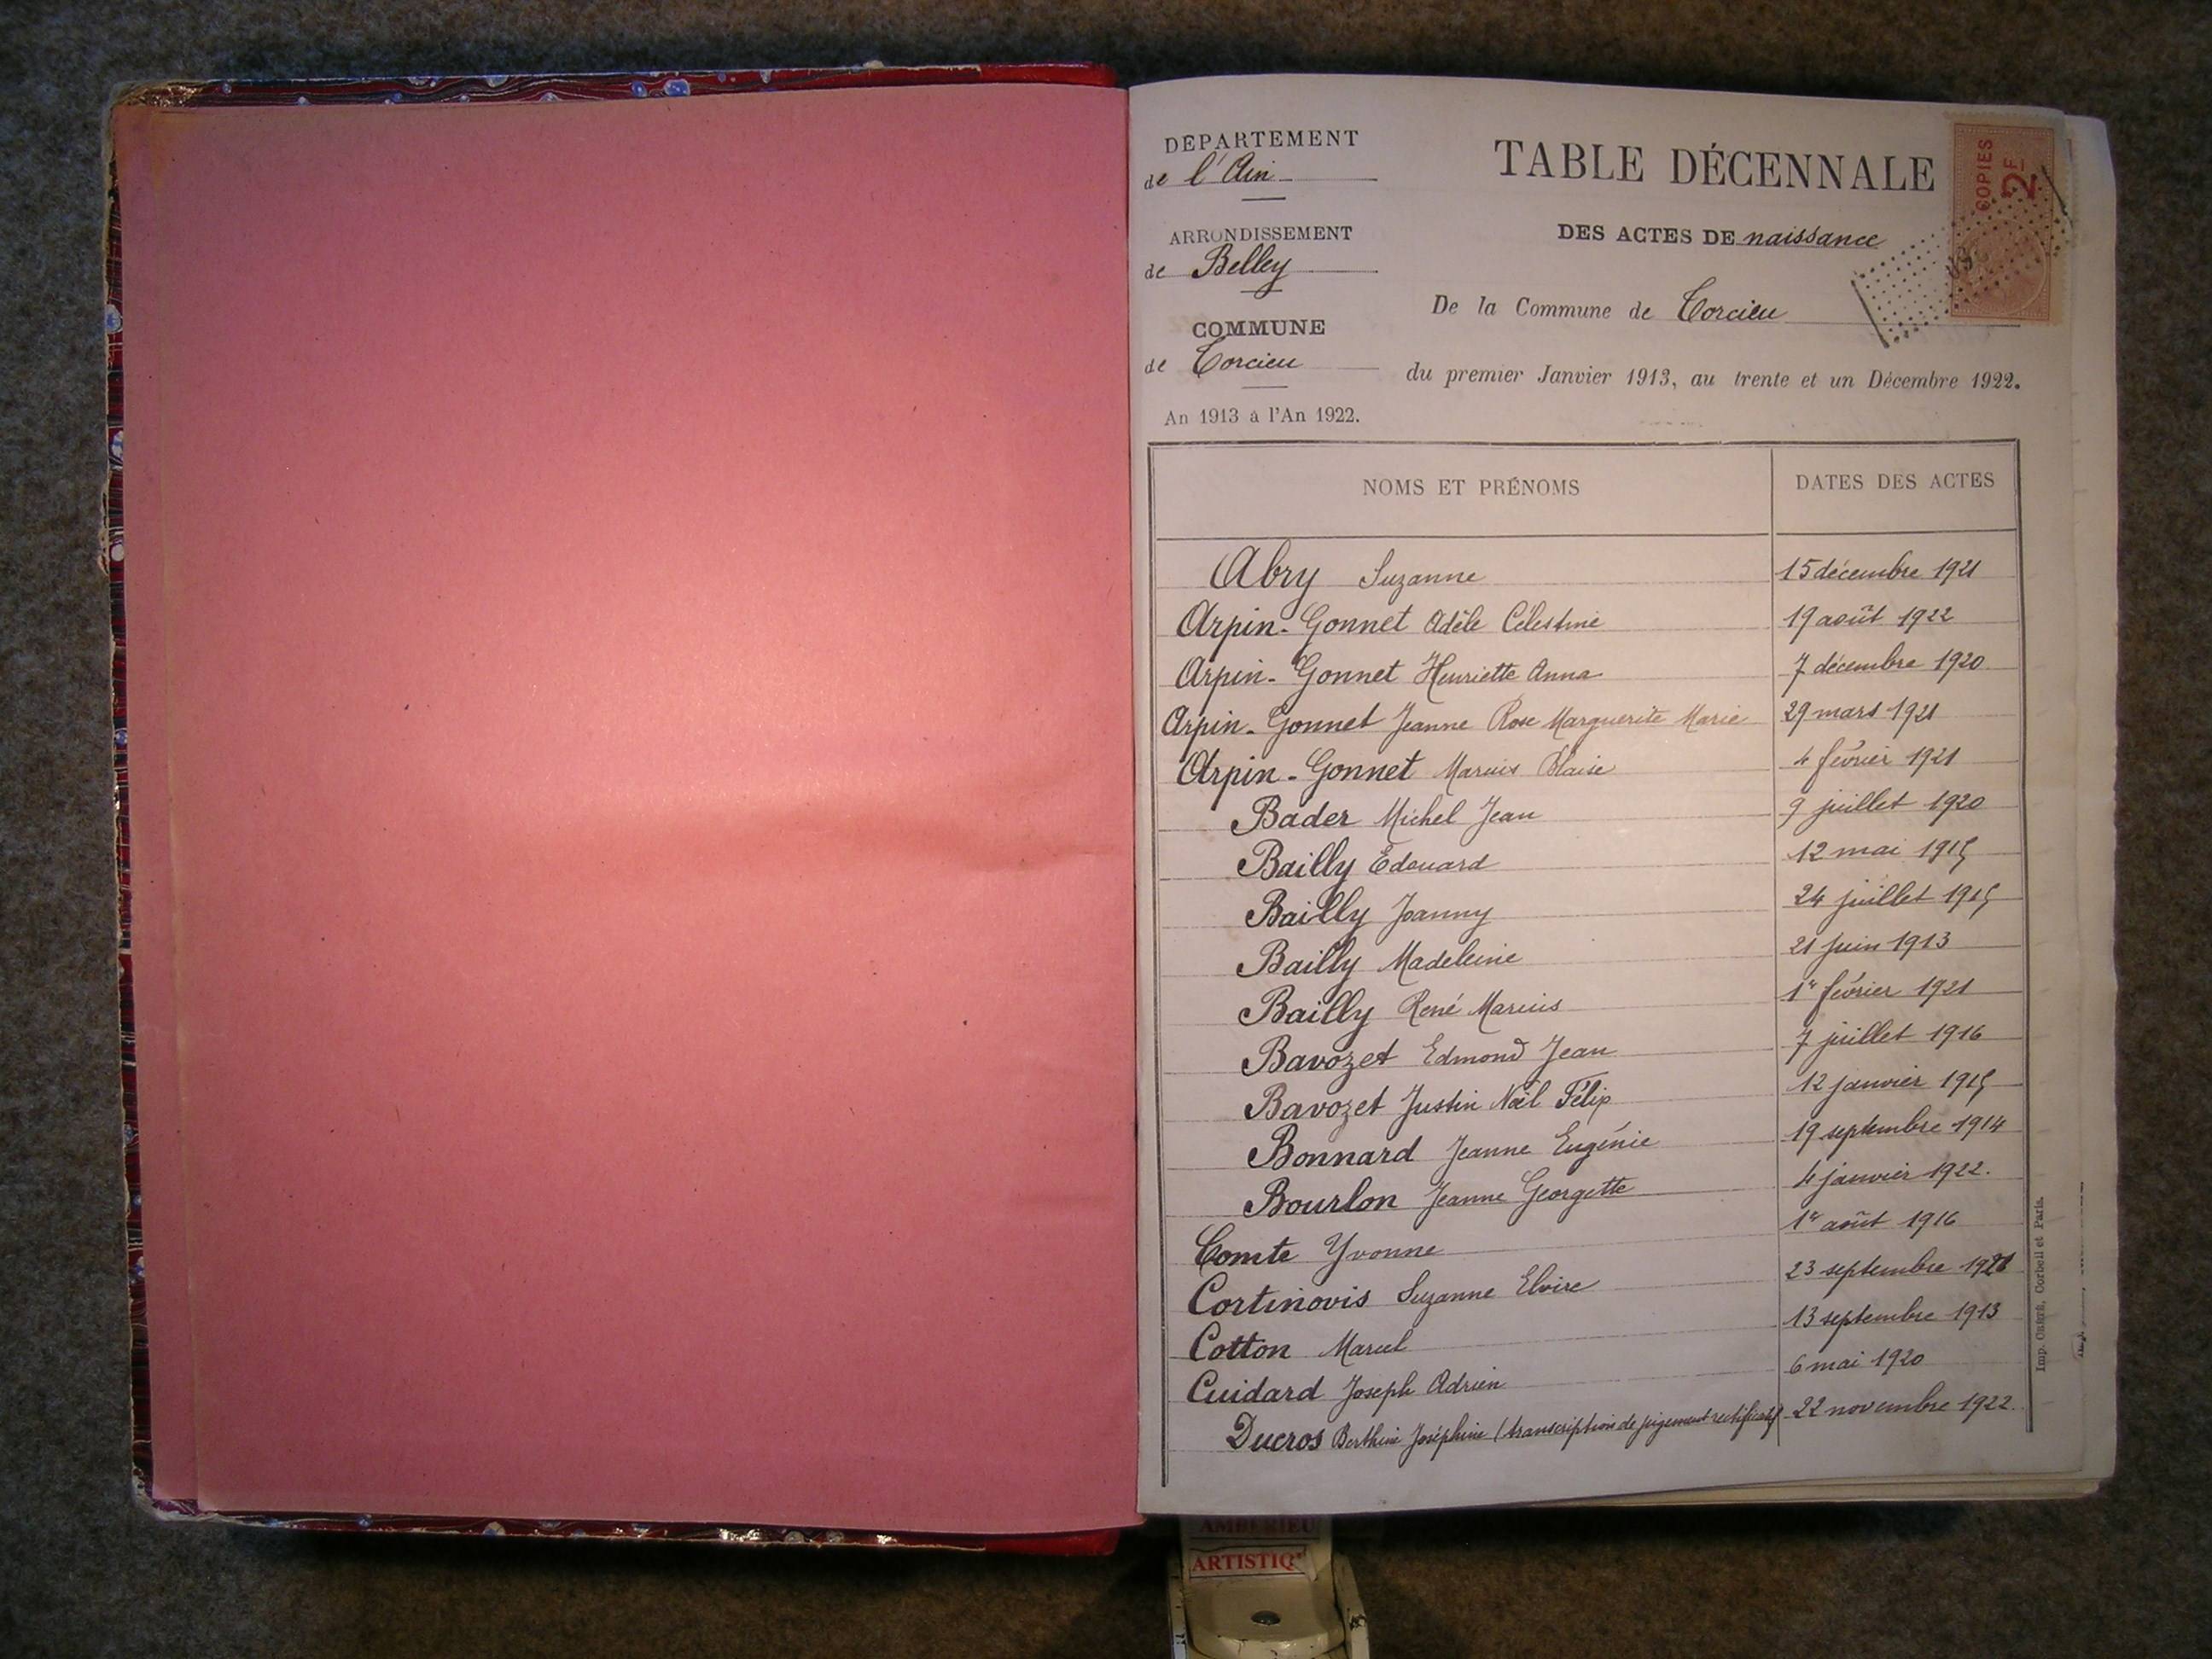 DÉPARTEMENT
de l'Ain
ARRONDISSEMENT
de Belley
COMMUNE
de Torcieu
An 1913 à l'An 1922.
TABLE DÉCENNALE
DES ACTES DE naissance
De la Commune de Torcieu
du premier Janvier 1913, au trente et un Décembre 1922.
COPIES
2F
NOMS ET PRÉNOMS DATES DES ACTES
Abry Suzanne 15 décembre 1921
Arpin-Gonnet Adèle Célestine 19 août 1922
Arpin-Gonnet Henriette Anna 7 décembre 1920
Arpin-Gonnet Jeanne Rose Marguerite Marie 29 mars 1921
Arpin-Gonnet Marius Blaise 4 février 1921
Bader Michel Jean 9 juillet 1920
Bailly Edouard 12 mai 1915
Bailly Joanny 24 juillet 1915
Bailly Madeleine 21 juin 1913
Bailly René Marius 1er février 1921
Bavozet Edmond Jean 7 juillet 1916
Bavozet Justin Noël Félix 12 janvier 1915
Bonnard Jeanne Eugénie 19 septembre 1914
Bourlon Jeanne Georgette 4 janvier 1922.
Comte Yvonne 1er août 1916
Cortinovis Suzanne Elvire 23 septembre
Cotton Marcel 13 septembre 1913
Cuidard Joseph Adrien 6 mai 1920
Ducros Berthine Joséphine (transcription de jugement rectificatif) 22 novembre 1922
Imp. Corbeil et Paris.
AMBERIEU
ARTISTIQ'